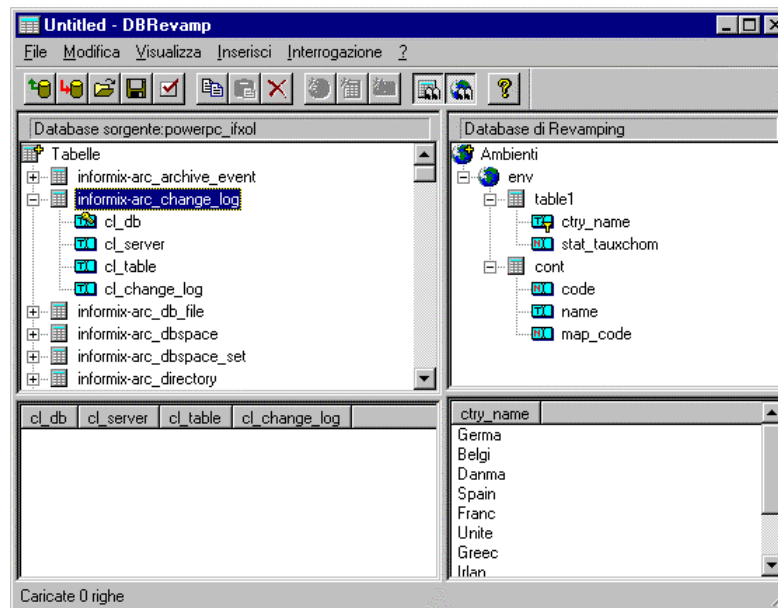 Untitled - DBRevamp
File Modifica Visualizza Inserisci Interrogazione ?
Database sorgente:powerpc_ifxol
Tabelle
informix-arc_archive_event
informix-arc_change_log
cl_db
cl_server
cl_table
cl_change_log
informix-arc_db_file
informix-arc_dbspace
informix-arc_dbspace_set
informix-arc_directory
Database di Revamping
Ambienti
env
table1
ctry_name
stat_tauxchom
cont
code
name
map_code
cl_db cl_server cl_table cl_change_log
ctry_name
Germa
Belgi
Danma
Spain
Franc
Unite
Greec
Irlan
Caricate 0 righe